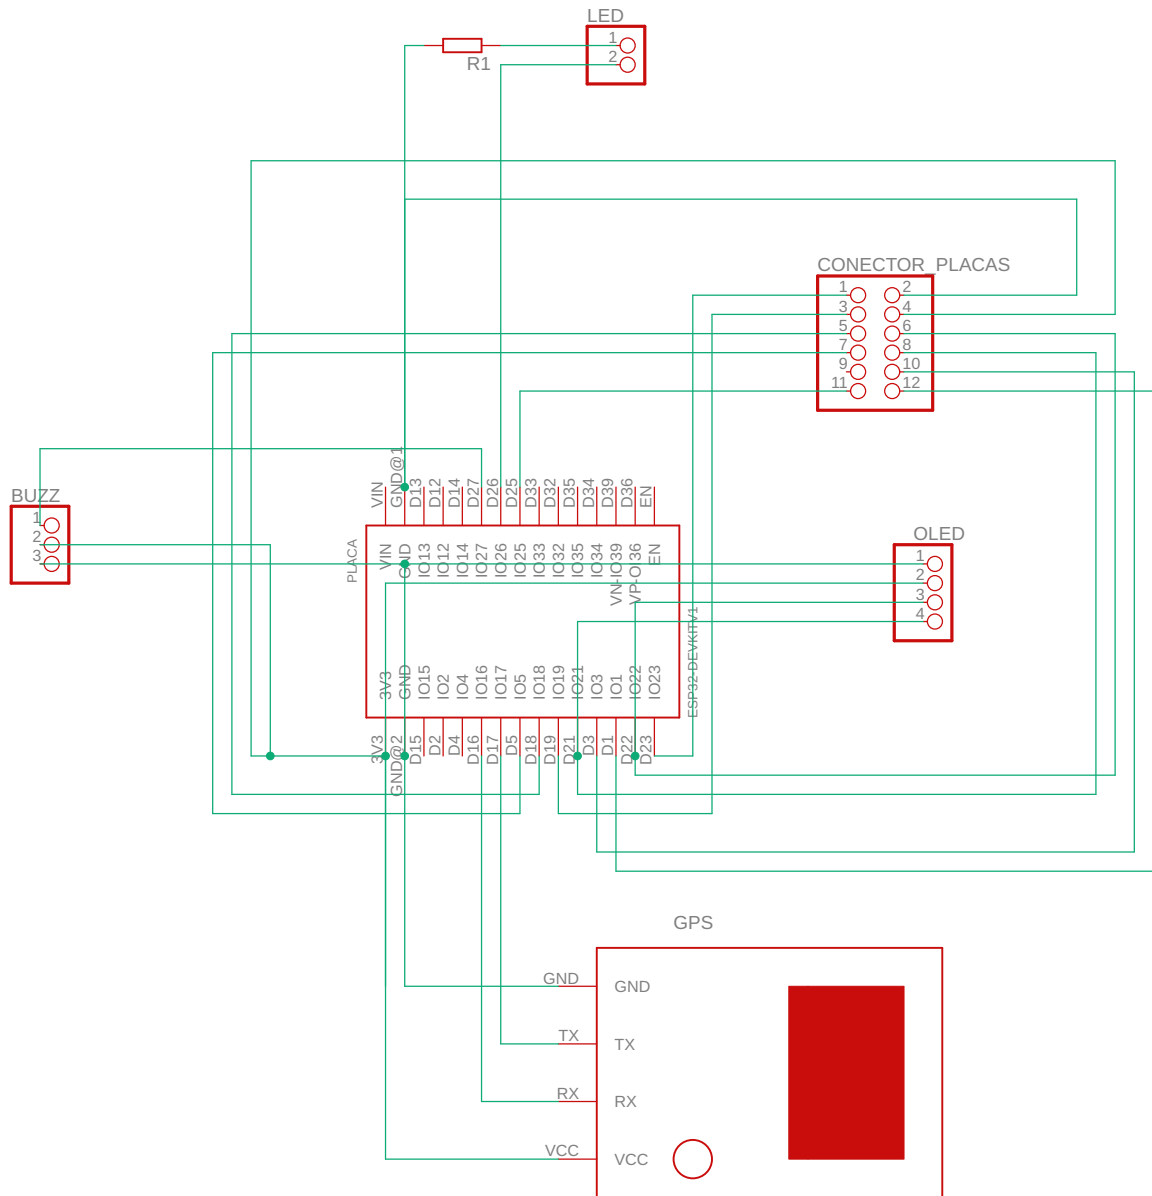 LED
1
2
R1
CONECTOR_PLACAS
1 2
3 4
5 6
7 8
9 10
11 12
BUZZ
1
2
3
VIN GND@1 D13 D12 D14 D27 D26 D25 D33 D32 D35 D34 D39 D36 EN
PLACA
VIN GND IO13 IO12 IO14 IO27 IO26 IO25 IO33 IO32 IO35 IO34 VN-IO39 VP-OI36 EN
OLED
1
2
3
4
ESP32-DEVKITV1
3V3 GND IO15 IO2 IO4 IO16 IO17 IO5 IO18 IO19 IO21 IO3 IO1 IO22 IO23
3V3 GND@2 D15 D2 D4 D16 D17 D5 D18 D19 D21 D3 D1 D22 D23
GPS
GND GND
TX TX
RX RX
VCC VCC